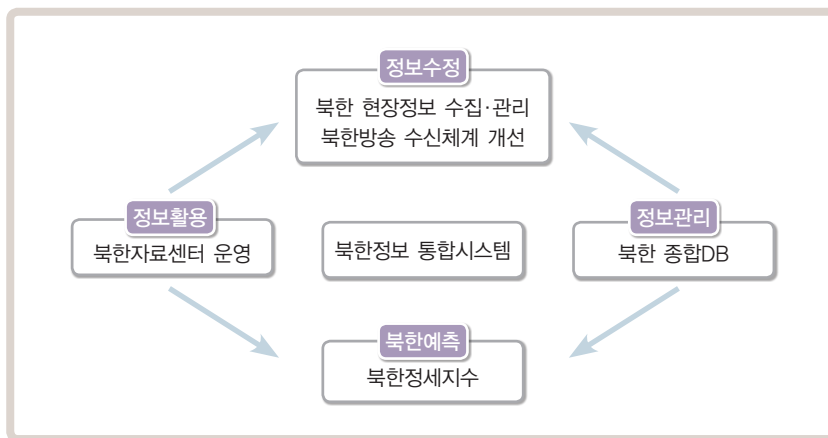 정보수정
북한 현장정보 수집·관리
북한방송 수신체계 개선
정보활용
북한자료센터 운영
북한정보 통합시스템
정보관리
북한 종합DB
북한예측
북한정세지수